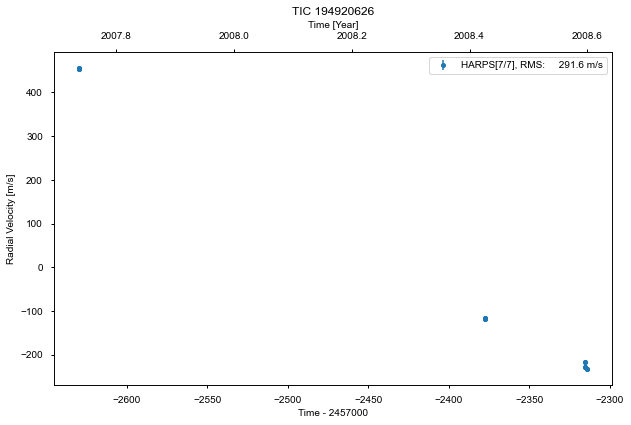 TIC 194920626
Time [Year]
2007.8 2008.0 2008.2 2008.4 2008.6
HARPS[7/7], RMS: 291.6 m/s
400
300
200
100
0
−100
−200
Radial Velocity [m/s]
−2600 −2550 −2500 −2450 −2400 −2350 −2300
Time - 2457000